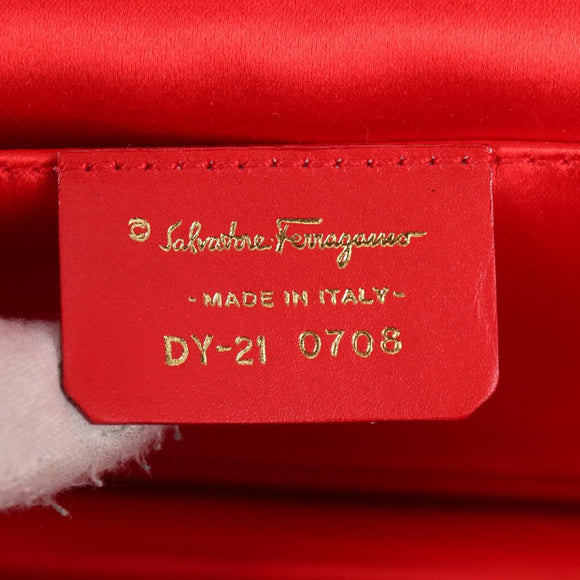 © Salvatore Ferragamo
-MADE IN ITALY-
DY-21 0708